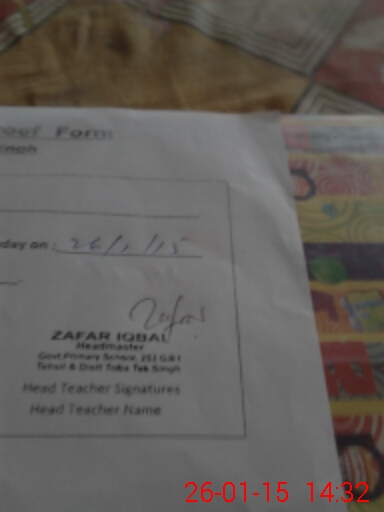 Form
day on : 26/1/15
Zafar
ZAFAR IQBAL
Headmaster
Govt.Primary School, 351 G.B I
Tehsil & Distt Toba Tek Singh
Head Teacher Signatures
Head Teacher Name
26-01-15 14:32